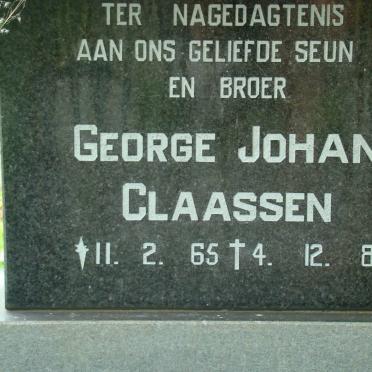 TER NAGEDAGTENIS
AAN ONS GELIEFDE SEUN
EN BROER
GEORGE JOHAN
CLAASSEN
11. 2. 65 † 4. 12. 8